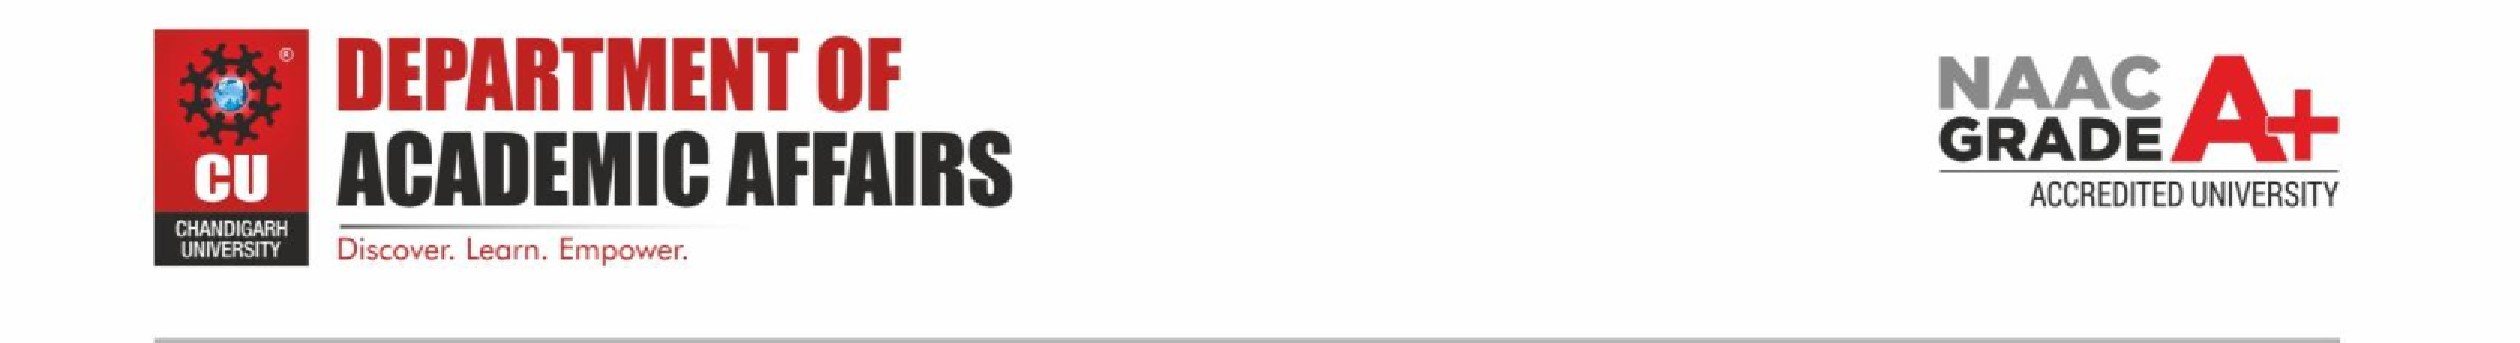 ®
CU
CHANDIGARH
UNIVERSITY
DEPARTMENT OF
ACADEMIC AFFAIRS
Discover. Learn. Empower.
NAAC
GRADE A+
ACCREDITED UNIVERSITY